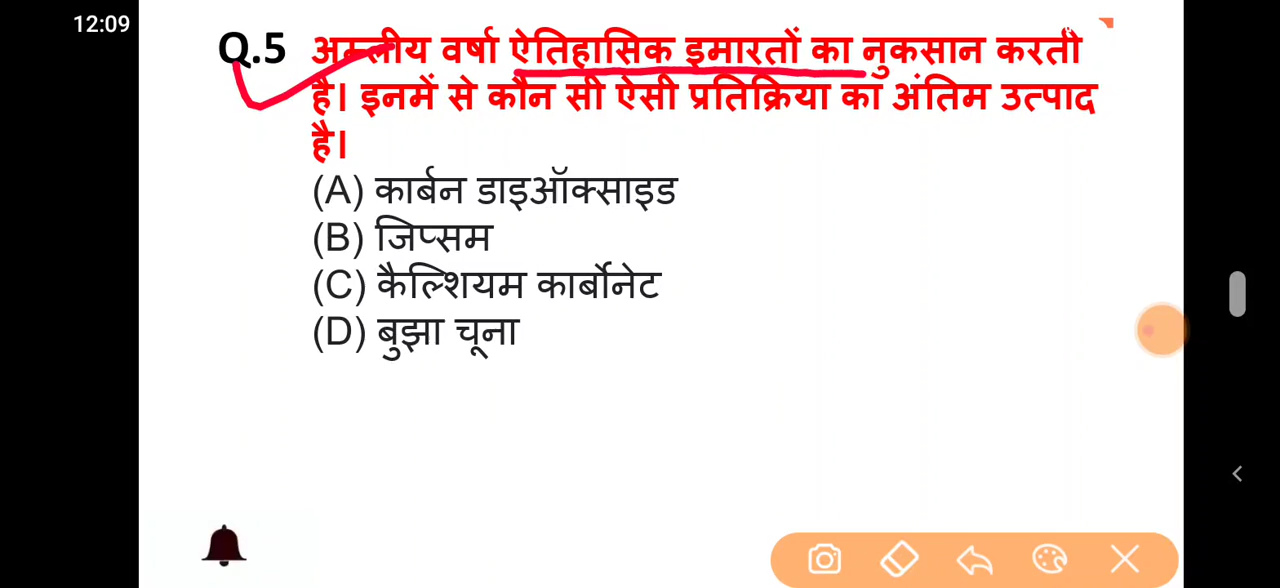 12:09
Q.5 अम्लीय वर्षा ऐतिहासिक इमारतों का नुकसान करती
है। इनमें से कौन सी ऐसी प्रतिक्रिया का अंतिम उत्पाद
है।
(A) कार्बन डाइऑक्साइड
(B) जिप्सम
(C) कैल्शियम कार्बोनेट
(D) बुझा चूना